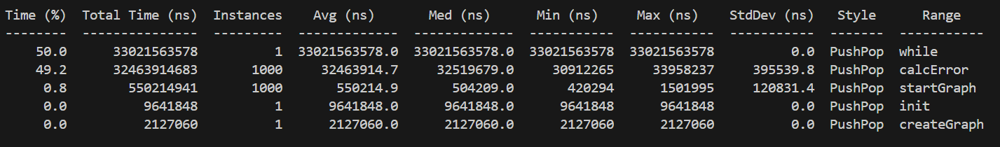 Time (%)  Total Time (ns)  Instances    Avg (ns)       Med (ns)      Min (ns)     Max (ns)    StdDev (ns)   Style      Range
--------  ---------------  ---------  -------------  -------------  -----------  -----------  -----------  -------  -----------
    50.0      33021563578          1  33021563578.0  33021563578.0  33021563578  33021563578          0.0  PushPop  while
    49.2      32463914683       1000     32463914.7     32519679.0     30912265     33958237     395539.8  PushPop  calcError
     0.8        550214941       1000       550214.9       504209.0       420294      1501995     120831.4  PushPop  startGraph
     0.0          9641848          1      9641848.0      9641848.0      9641848      9641848          0.0  PushPop  init
     0.0          2127060          1      2127060.0      2127060.0      2127060      2127060          0.0  PushPop  createGraph